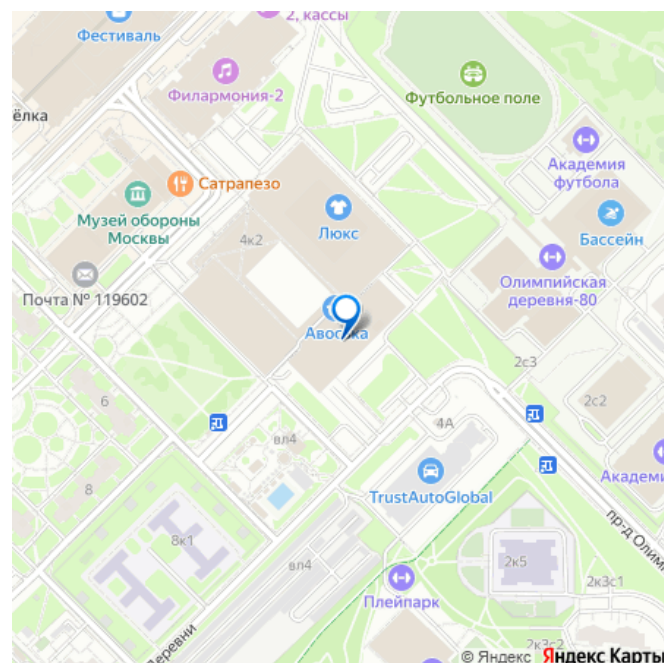 2, кассы
Фестиваль
Филармония-2
Футбольное поле
ёлка
Академия
футбола
Сатрапезо
Музей обороны
Москвы
Люкс
Бассейн
4к2
Олимпийская
деревня-80
Почта № 119602
2с3
6
2с2
4А
вл4
8
TrustAutoGlobal
Академи
8к1
вл4
2к5
пр-д Олим
Плейпарк
2к3с1
Деревни
2к3с2
© Яндекс Яндекс Карты